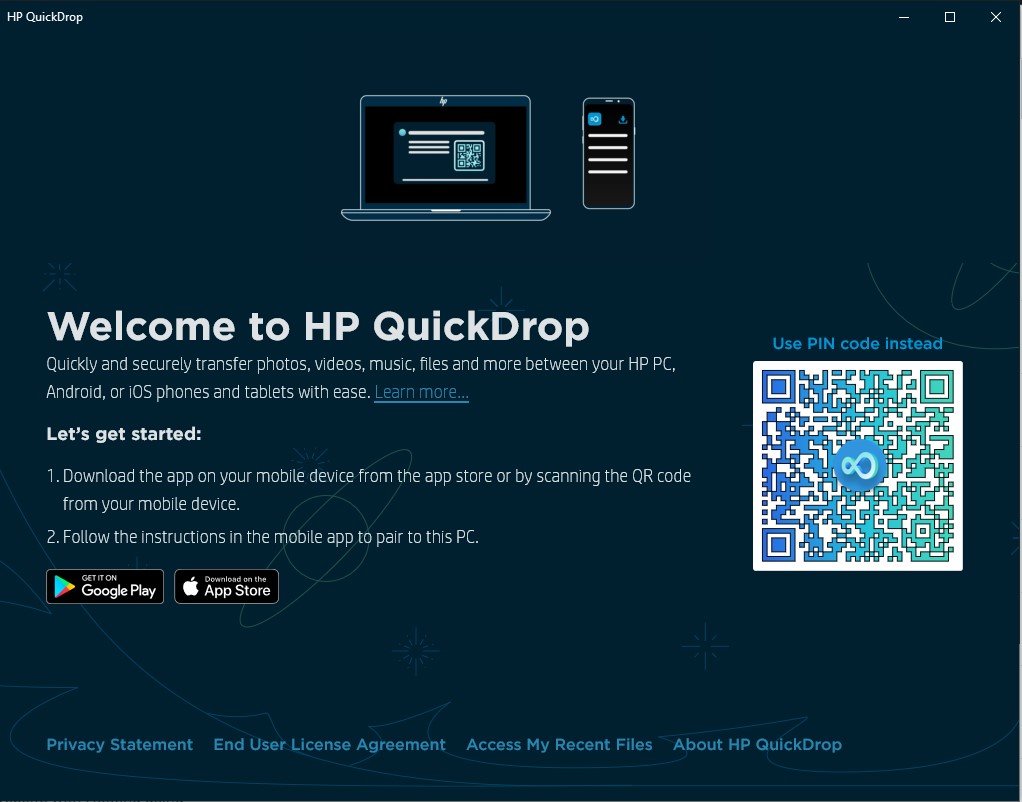 HP QuickDrop
hp
Welcome to HP QuickDrop
Quickly and securely transfer photos, videos, music, files and more between your HP PC,
Android, or iOS phones and tablets with ease. Learn more...
Let's get started:
1. Download the app on your mobile device from the app store or by scanning the QR code
from your mobile device.
2. Follow the instructions in the mobile app to pair to this PC.
GET IT ON
Google Play
Download on the
App Store
Use PIN code instead
Privacy Statement End User License Agreement Access My Recent Files About HP QuickDrop